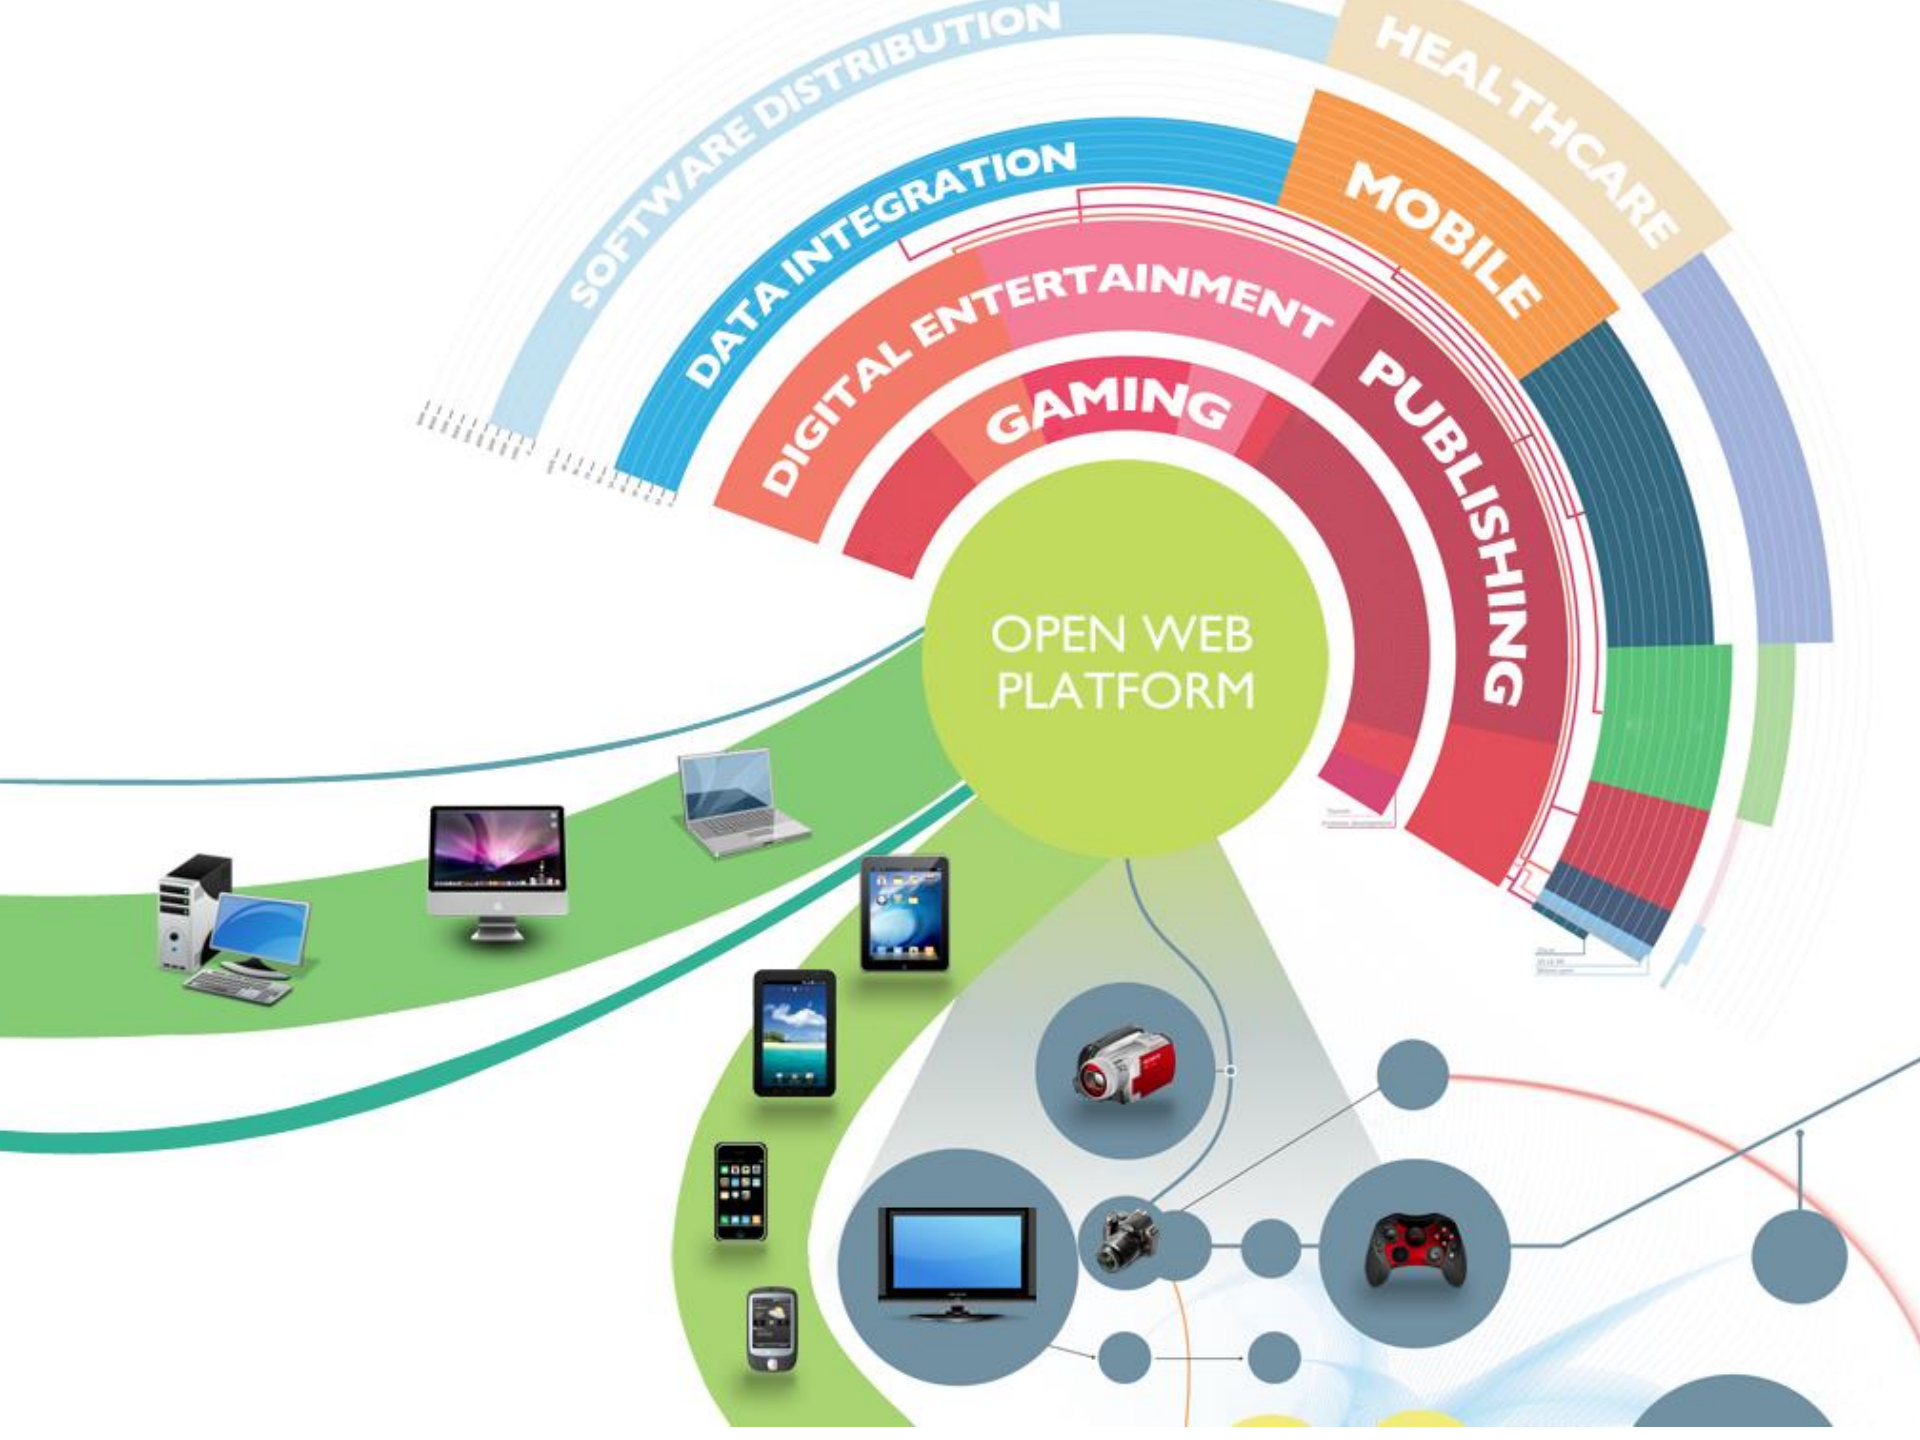 SOFTWARE DISTRIBUTION
HEALTHCARE
DATA INTEGRATION
MOBILE
DIGITAL ENTERTAINMENT
PUBLISHING
GAMING
OPEN WEB
PLATFORM